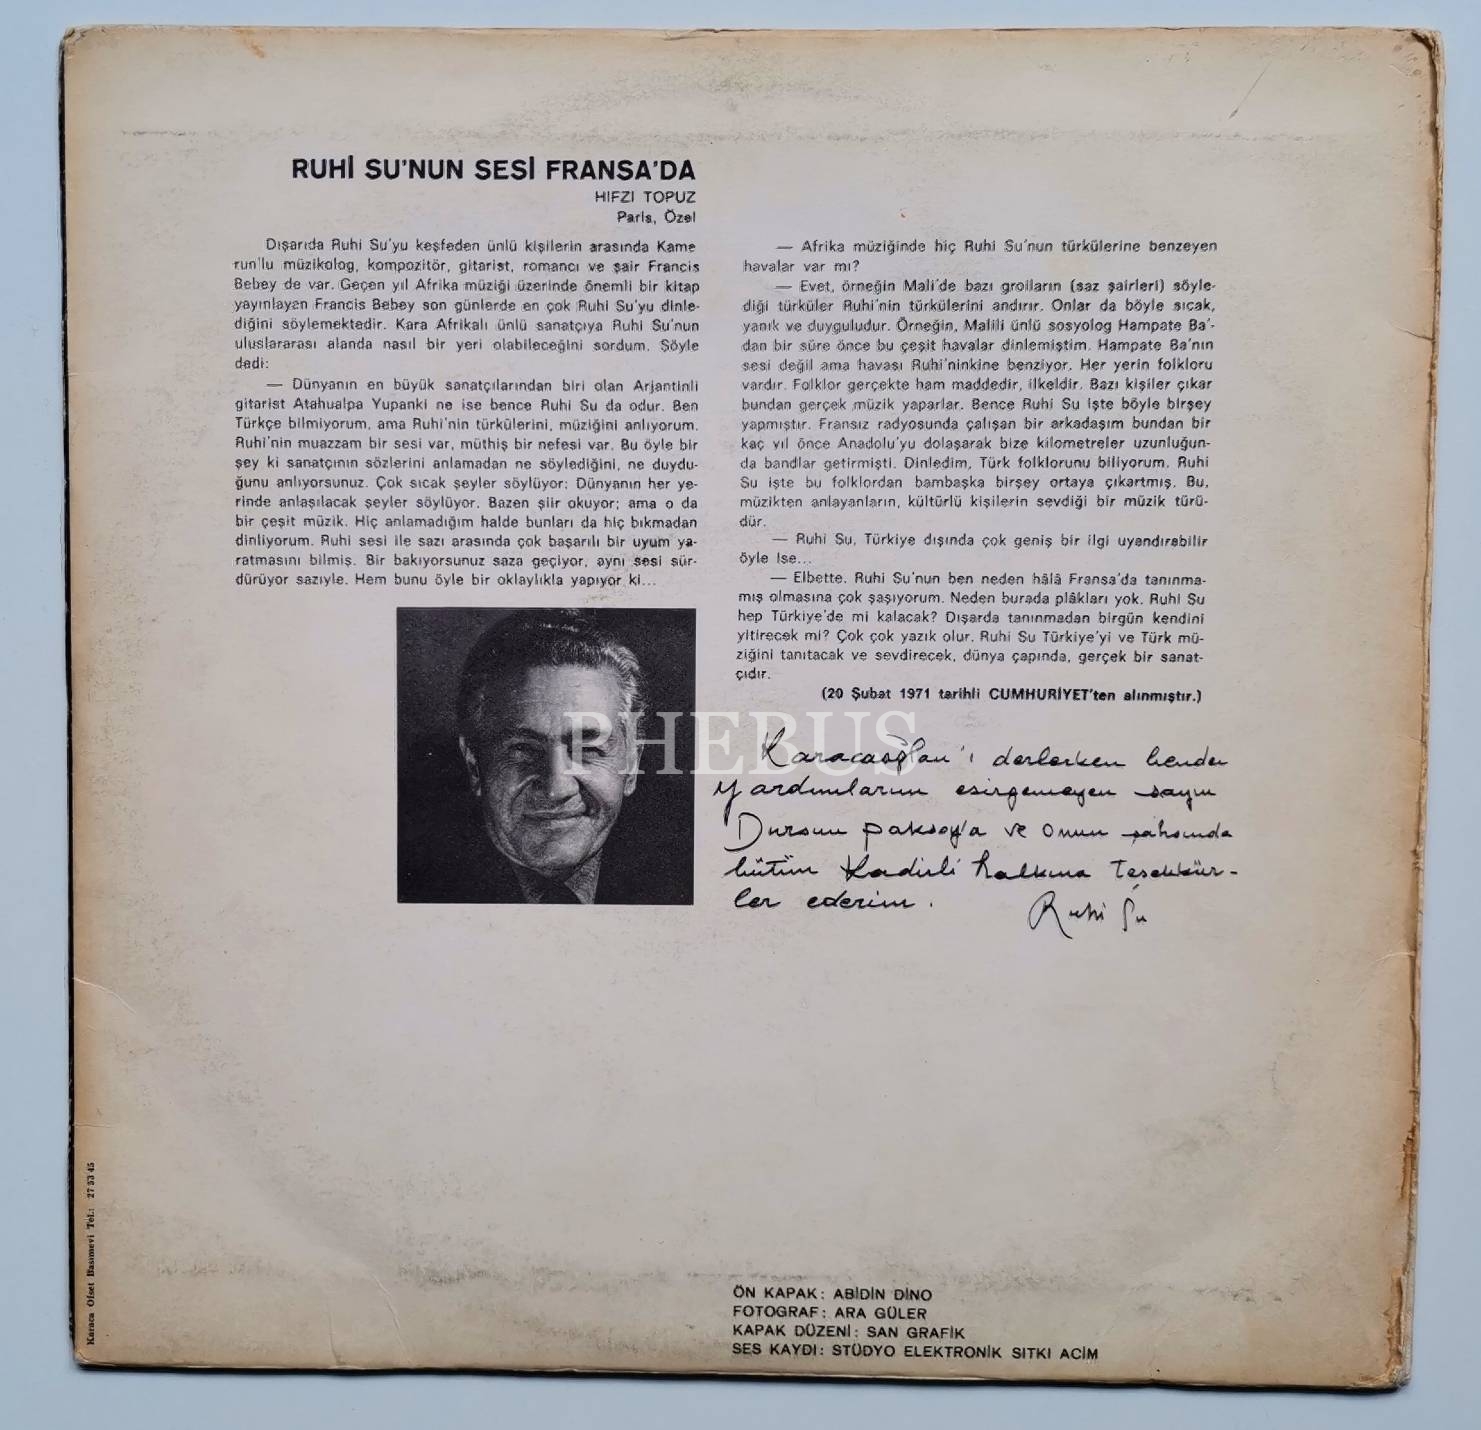 RUHİ SU'NUN SESİ FRANSA'DA
HIFZI TOPUZ
Paris, Özel
Dışarıda Ruhi Su'yu keşfeden ünlü kişilerin arasında Kame
run'lu müzikolog, kompozitör, gitarist, romancı ve şair Francis
Bebey de var. Geçen yıl Afrika müziği üzerinde önemli bir kitap
yayınlayan Francis Bebey son günlerde en çok Ruhi Su'yu dinle-
diğini söylemektedir. Kara Afrikalı ünlü sanatçıya Ruhi Su'nun
uluslararası alanda nasıl bir yeri olabileceğini sordum. Şöyle
dedi:
— Dünyanın en büyük sanatçılarından biri olan Arjantinli
gitarist Atahualpa Yupanki ne ise bence Ruhi Su da odur. Ben
Türkçe bilmiyorum, ama Ruhi'nin türkülerini, müziğini anlıyorum.
Ruhi'nin muazzam bir sesi var, müthiş bir nefesi var. Bu öyle bir
şey ki sanatçının sözlerini anlamadan ne söylediğini, ne duydu-
ğunu anlıyorsunuz. Çok sıcak şeyler söylüyor; Dünyanın her ye-
rinde anlaşılacak şeyler söylüyor. Bazen şiir okuyor; ama o da
bir çeşit müzik. Hiç anlamadığım halde bunları da hiç bıkmadan
dinliyorum. Ruhi sesi ile sazı arasında çok başarılı bir uyum ya-
ratmasını bilmiş. Bir bakıyorsunuz saza geçiyor, aynı sesi sür-
dürüyor sazıyle. Hem bunu öyle bir oklaylıkla yapıyor ki...
— Afrika müziğinde hiç Ruhi Su'nun türkülerine benzeyen
havalar var mı?
— Evet, örneğin Mali'de bazı groiların (saz şairleri) söyle-
diği türküler Ruhi'nin türkülerini andırır. Onlar da böyle sıcak,
yanık ve duyguludur. Örneğin, Malili ünlü sosyolog Hampate Ba'-
dan bir süre önce bu çeşit havalar dinlemiştim. Hampate Ba'nın
sesi değil ama havası Ruhi'ninkine benziyor. Her yerin folkloru
vardır. Folklor gerçekte ham maddedir, ilkeldir. Bazı kişiler çıkar
bundan gerçek müzik yaparlar. Bence Ruhi Su işte böyle birşey
yapmıştır. Fransız radyosunda çalışan bir arkadaşım bundan bir
kaç yıl önce Anadolu'yu dolaşarak bize kilometreler uzunluğun-
da bandlar getirmişti. Dinledim, Türk folklorunu biliyorum. Ruhi
Su işte bu folklordan bambaşka birşey ortaya çıkartmış. Bu,
müzikten anlayanların, kültürlü kişilerin sevdiği bir müzik türü-
dür.
— Ruhi Su, Türkiye dışında çok geniş bir ilgi uyandırabilir
öyle ise...
— Elbette. Ruhi Su'nun ben neden hâlâ Fransa'da tanınma-
mış olmasına çok şaşıyorum. Neden burada plâkları yok. Ruhi Su
hep Türkiye'de mi kalacak? Dışarda tanınmadan birgün kendini
yitirecek mi? Çok çok yazık olur. Ruhi Su Türkiye'yi ve Türk mü-
ziğini tanıtacak ve sevdirecek, dünya çapında, gerçek bir sanat-
çıdır.
(20 Şubat 1971 tarihli CUMHURİYET'ten alınmıştır.)
PHEBUS
Karacaoğlan'ı derlerken benden
yardımlarını esirgemeyen sayın
Dursun Paksoy'a ve onun şahsında
bütün Kadirli halkına teşekkür-
ler ederim.
Ruhi Su
Karaca Ofset Basımevi Tel.: 27 53 45
ÖN KAPAK: ABİDİN DİNO
FOTOGRAF: ARA GÜLER
KAPAK DÜZENİ: SAN GRAFİK
SES KAYDI: STÜDYO ELEKTRONİK SITKI ACİM